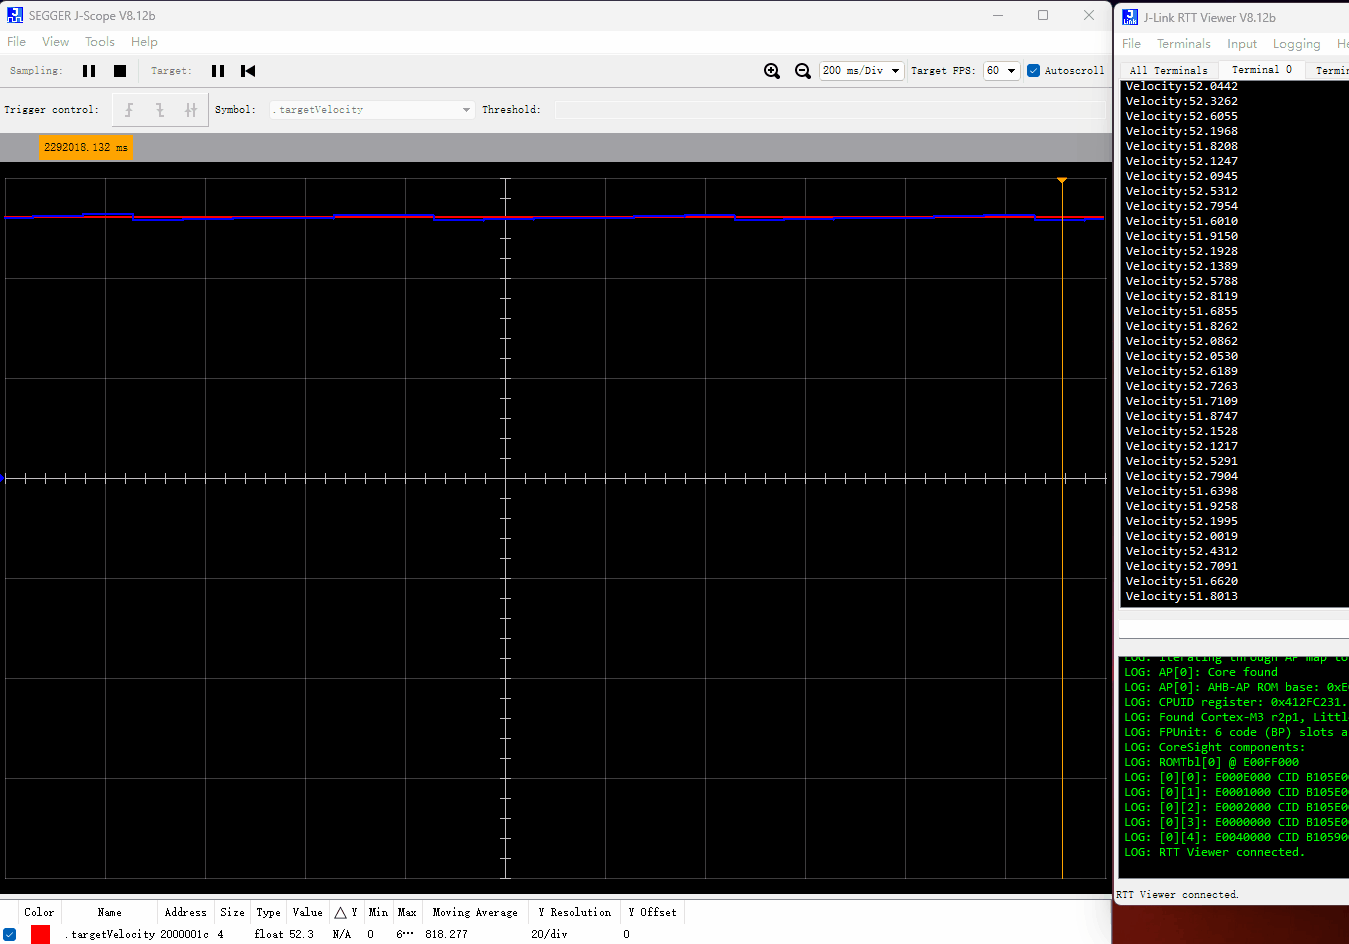 SEGGER J-Scope V8.12b
File View Tools Help
Sampling: Target: 200 ms/Div Target FPS: 60 Autoscroll
Trigger control: Symbol: .targetVelocity Threshold:
2292018.132 ms
Color Name Address Size Type Value △ Y Min Max Moving Average Y Resolution Y Offset
.targetVelocity 2000001c 4 float 52.3 N/A 0 6⋯ 818.277 20/div 0
J-Link RTT Viewer V8.12b
File Terminals Input Logging He
All Terminals Terminal 0 Termin
Velocity:52.0442
Velocity:52.3262
Velocity:52.6055
Velocity:52.1968
Velocity:51.8208
Velocity:52.1247
Velocity:52.0945
Velocity:52.5312
Velocity:52.7954
Velocity:51.6010
Velocity:51.9150
Velocity:52.1928
Velocity:52.1389
Velocity:52.5788
Velocity:52.8119
Velocity:51.6855
Velocity:51.8262
Velocity:52.0862
Velocity:52.0530
Velocity:52.6189
Velocity:52.7263
Velocity:51.7109
Velocity:51.8747
Velocity:52.1528
Velocity:52.1217
Velocity:52.5291
Velocity:52.7904
Velocity:51.6398
Velocity:51.9258
Velocity:52.1995
Velocity:52.0019
Velocity:52.4312
Velocity:52.7091
Velocity:51.6620
Velocity:51.8013
LOG: Iterating through AP map to
LOG: AP[0]: Core found
LOG: AP[0]: AHB-AP ROM base: 0xE0
LOG: CPUID register: 0x412FC231.
LOG: Found Cortex-M3 r2p1, Littl
LOG: FPUnit: 6 code (BP) slots a
LOG: CoreSight components:
LOG: ROMTbl[0] @ E00FF000
LOG: [0][0]: E000E000 CID B105E00
LOG: [0][1]: E0001000 CID B105E00
LOG: [0][2]: E0002000 CID B105E00
LOG: [0][3]: E0000000 CID B105E00
LOG: [0][4]: E0040000 CID B105900
LOG: RTT Viewer connected.
RTT Viewer connected.